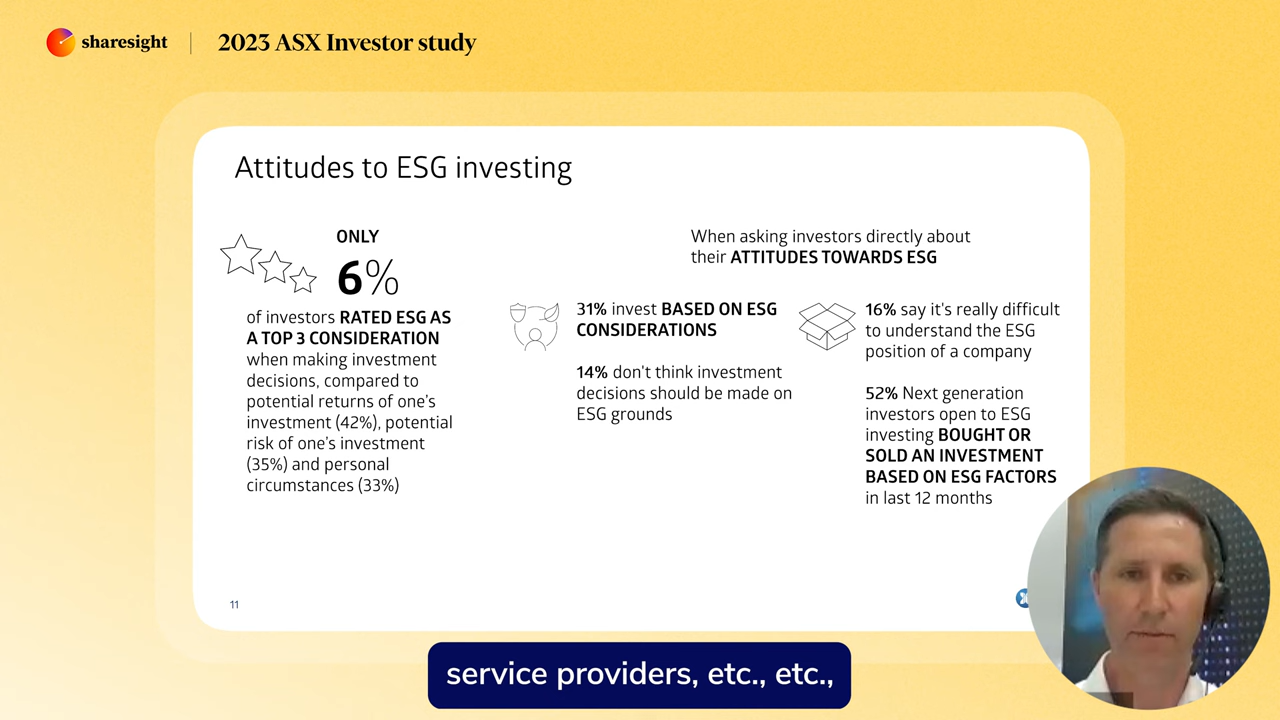 sharesight
2023 ASX Investor study
Attitudes to ESG investing
ONLY
6%
of investors RATED ESG AS
A TOP 3 CONSIDERATION
when making investment
decisions, compared to
potential returns of one's
investment (42%), potential
risk of one's investment
(35%) and personal
circumstances (33%)
When asking investors directly about
their ATTITUDES TOWARDS ESG
31% invest BASED ON ESG
CONSIDERATIONS
14% don't think investment
decisions should be made on
ESG grounds
16% say it's really difficult
to understand the ESG
position of a company
52% Next generation
investors open to ESG
investing BOUGHT OR
SOLD AN INVESTMENT
BASED ON ESG FACTORS
in last 12 months
11
service providers, etc., etc.,